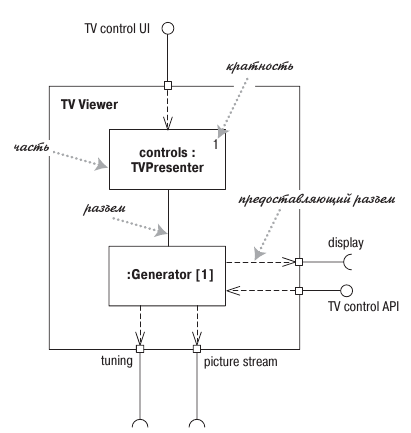 TV control UI
кратность
TV Viewer
1
controls :
TVPresenter
часть
разъем
предоставляющий разъем
display
:Generator [1]
TV control API
tuning
picture stream